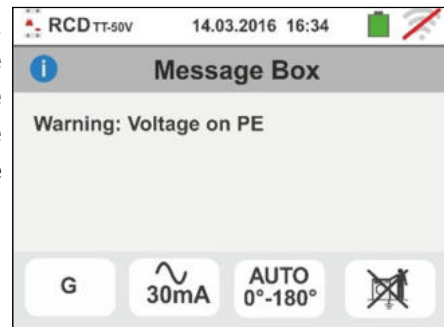 RCD TT-50V 14.03.2016 16:34
i Message Box
Warning: Voltage on PE
G 30mA AUTO 0°-180°